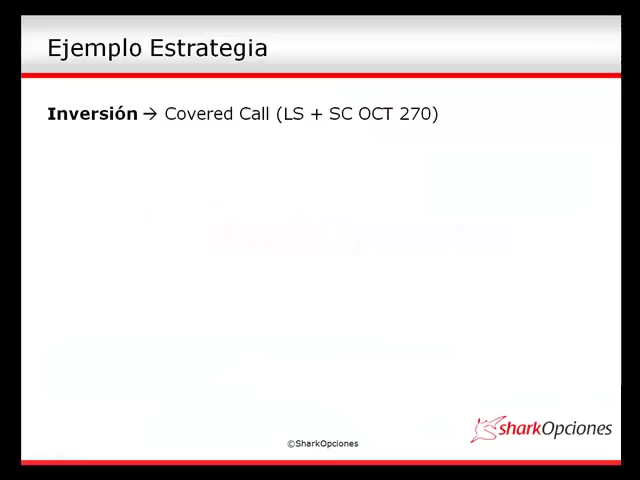 Ejemplo Estrategia
Inversión → Covered Call (LS + SC OCT 270)
sharkOpciones
©SharkOpciones